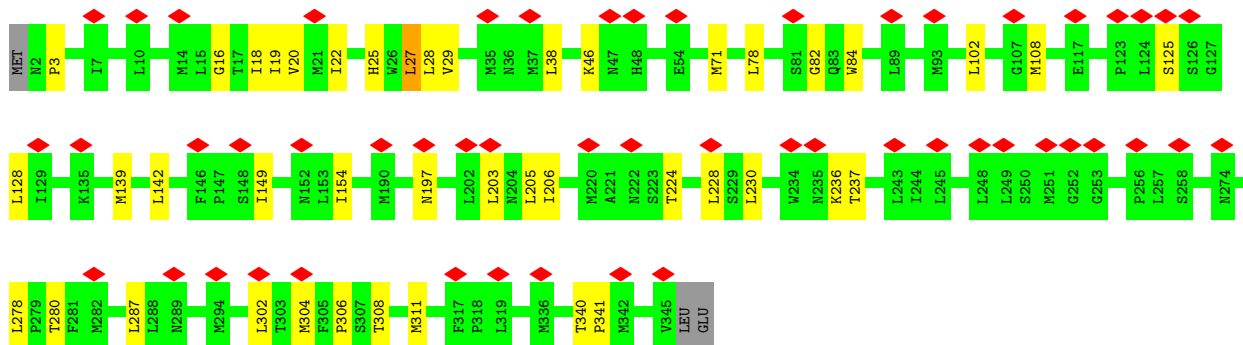 MET N2 P3 I7 L10 M14 L15 G16 T17 I18 I19 V20 M21 I22 H25 W26 L27 L28 V29 M35 N36 M37 L38 K46 N47 H48 E54 M71 L78 S81 G82 Q83 W84 L89 M93 L102 G107 M108 E117 P123 L124 S125 S126 G127
L128 I129 K135 M139 L142 F146 P147 S148 I149 N152 L153 I154 M190 N197 L202 L203 N204 L205 I206 M220 A221 N222 S223 T224 L228 S229 L230 W234 N235 K236 T237 L243 I244 L245 L248 L249 S250 M251 G252 G253 P256 L257 S258 N274
L278 P279 T280 F281 M282 L287 L288 N289 M294 L302 T303 M304 F305 P306 S307 T308 M311 F317 P318 L319 M336 T340 P341 M342 V345 LEU GLU